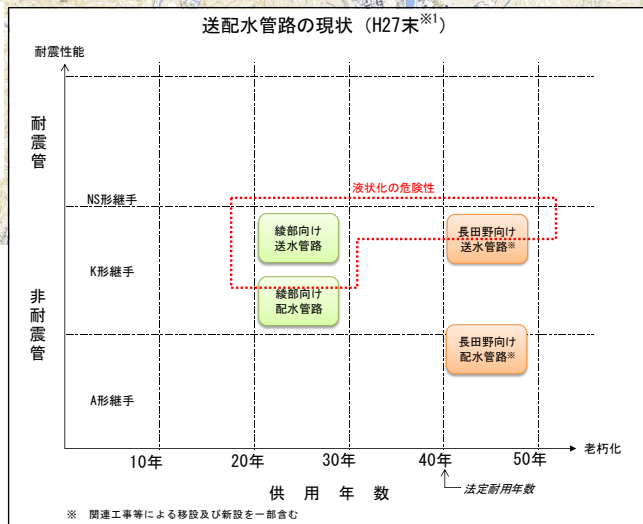 送配水管路の現状（H27末※1）
耐震性能
耐震管
NS形継手
液状化の危険性
綾部向け
送水管路
長田野向け
送水管路※
K形継手
綾部向け
配水管路
非耐震管
長田野向け
配水管路※
A形継手
10年
20年
30年
40年
50年
老朽化
供用年数
法定耐用年数
※ 関連工事等による移設及び新設を一部含む